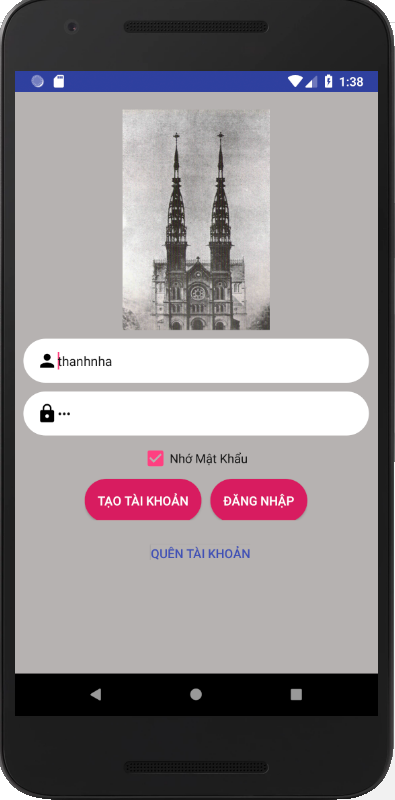 1:38
thanhnha
•••
Nhớ Mật Khẩu
TẠO TÀI KHOẢN
ĐĂNG NHẬP
QUÊN TÀI KHOẢN